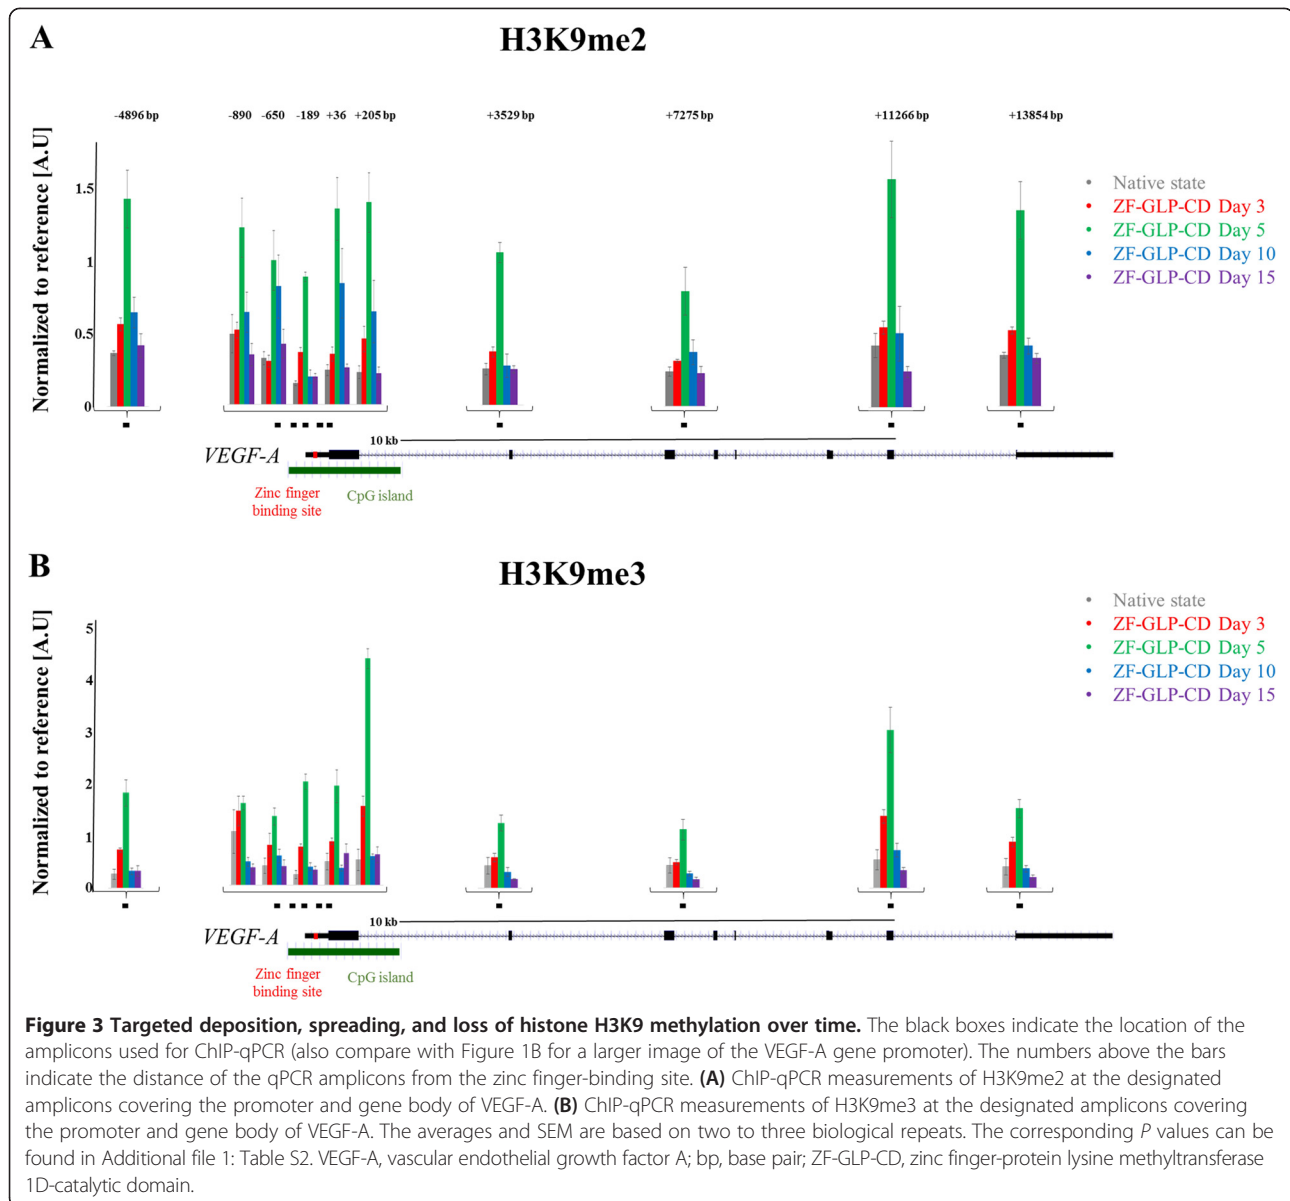 A
H3K9me2
-4896 bp -890 -650 -189 +36 +205 bp +3529 bp +7275 bp +11266 bp +13854 bp
Normalized to reference [A.U]
1.5
1
0.5
0
• Native state
• ZF-GLP-CD Day 3
• ZF-GLP-CD Day 5
• ZF-GLP-CD Day 10
• ZF-GLP-CD Day 15
10 kb
VEGF-A
Zinc finger
binding site
CpG island
B
H3K9me3
Normalized to reference [A.U]
5
4
3
2
1
0
• Native state
• ZF-GLP-CD Day 3
• ZF-GLP-CD Day 5
• ZF-GLP-CD Day 10
• ZF-GLP-CD Day 15
10 kb
VEGF-A
Zinc finger
binding site
CpG island
Figure 3 Targeted deposition, spreading, and loss of histone H3K9 methylation over time. The black boxes indicate the location of the
amplicons used for ChIP-qPCR (also compare with Figure 1B for a larger image of the VEGF-A gene promoter). The numbers above the bars
indicate the distance of the qPCR amplicons from the zinc finger-binding site. (A) ChIP-qPCR measurements of H3K9me2 at the designated
amplicons covering the promoter and gene body of VEGF-A. (B) ChIP-qPCR measurements of H3K9me3 at the designated amplicons covering
the promoter and gene body of VEGF-A. The averages and SEM are based on two to three biological repeats. The corresponding P values can be
found in Additional file 1: Table S2. VEGF-A, vascular endothelial growth factor A; bp, base pair; ZF-GLP-CD, zinc finger-protein lysine methyltransferase
1D-catalytic domain.